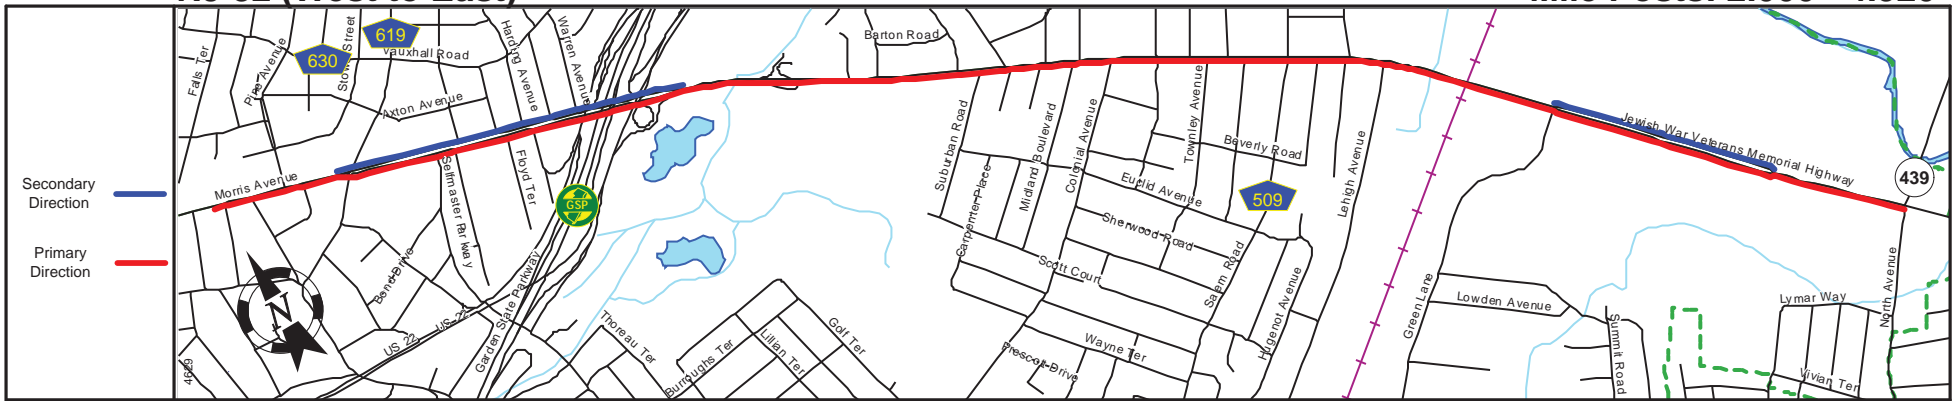 Secondary
Direction
Primary
Direction
Falls Ter
Pine Avenue
630
Stowe Street
619
Vauxhall Road
Harding Avenue
Warren Avenue
Axton Avenue
Morris Avenue
Selfmaster Parkway
Floyd Ter
GSP
Bond Drive
US 22
US 22
Garden State Parkway
N
4629
Thoreau Ter
Burroughs Ter
Lillian Ter
Golf Ter
Barton Road
Suburban Road
Carpenter Place
Midland Boulevard
Colonial Avenue
Townley Avenue
Beverly Road
Euclid Avenue
509
Sherwood Road
Scott Court
Salem Road
Lehigh Avenue
Hugenot Avenue
Wayne Ter
Prescott Drive
Green Lane
Jewish War Veterans Memorial Highway
439
Lowden Avenue
Summit Road
Lymar Way
North Avenue
Vivian Ter